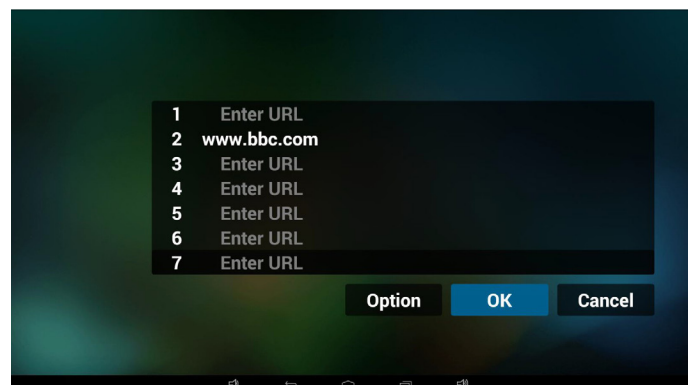 1 Enter URL
2 www.bbc.com
3 Enter URL
4 Enter URL
5 Enter URL
6 Enter URL
7 Enter URL
Option OK Cancel